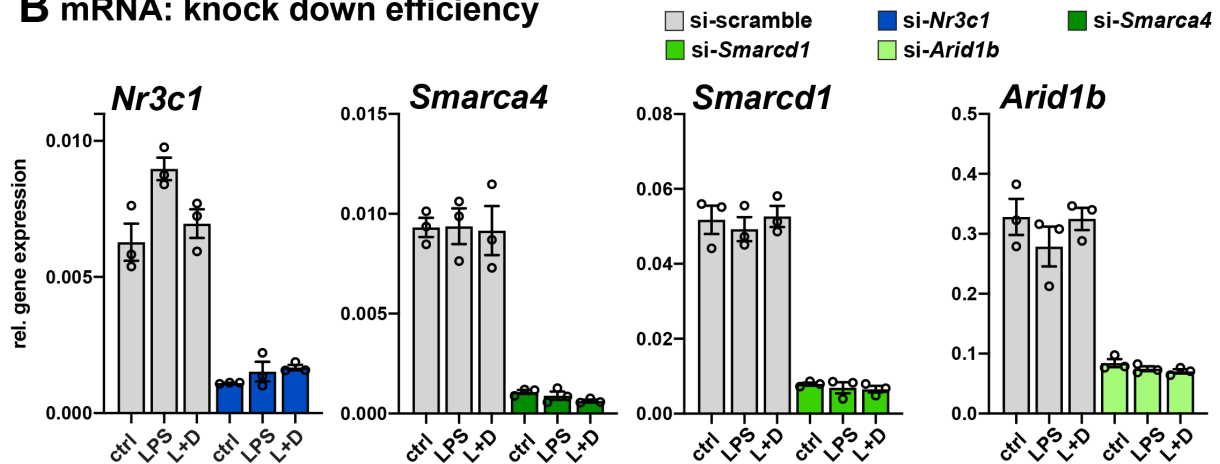 B mRNA: knock down efficiency
si-scramble si-Nr3c1 si-Smarca4
si-Smarcd1 si-Arid1b
Nr3c1 Smarca4 Smarcd1 Arid1b
rel. gene expression
0.010
0.005
0.000
ctrl LPS L+D ctrl LPS L+D
0.015
0.010
0.005
0.000
ctrl LPS L+D ctrl LPS L+D
0.08
0.06
0.04
0.02
0.00
ctrl LPS L+D ctrl LPS L+D
0.5
0.4
0.3
0.2
0.1
0.0
ctrl LPS L+D ctrl LPS L+D